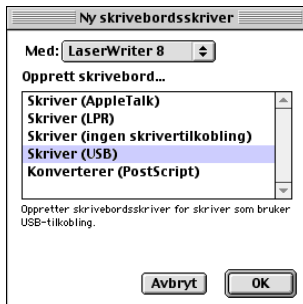 Ny skrivebordsskriver
Med: LaserWriter 8
Opprett skrivebord...
Skriver (AppleTalk)
Skriver (LPR)
Skriver (ingen skrivertilkobling)
Skriver (USB)
Konverterer (PostScript)
Oppretter skrivebordsskriver for skriver som bruker
USB-tilkobling.
Avbryt OK